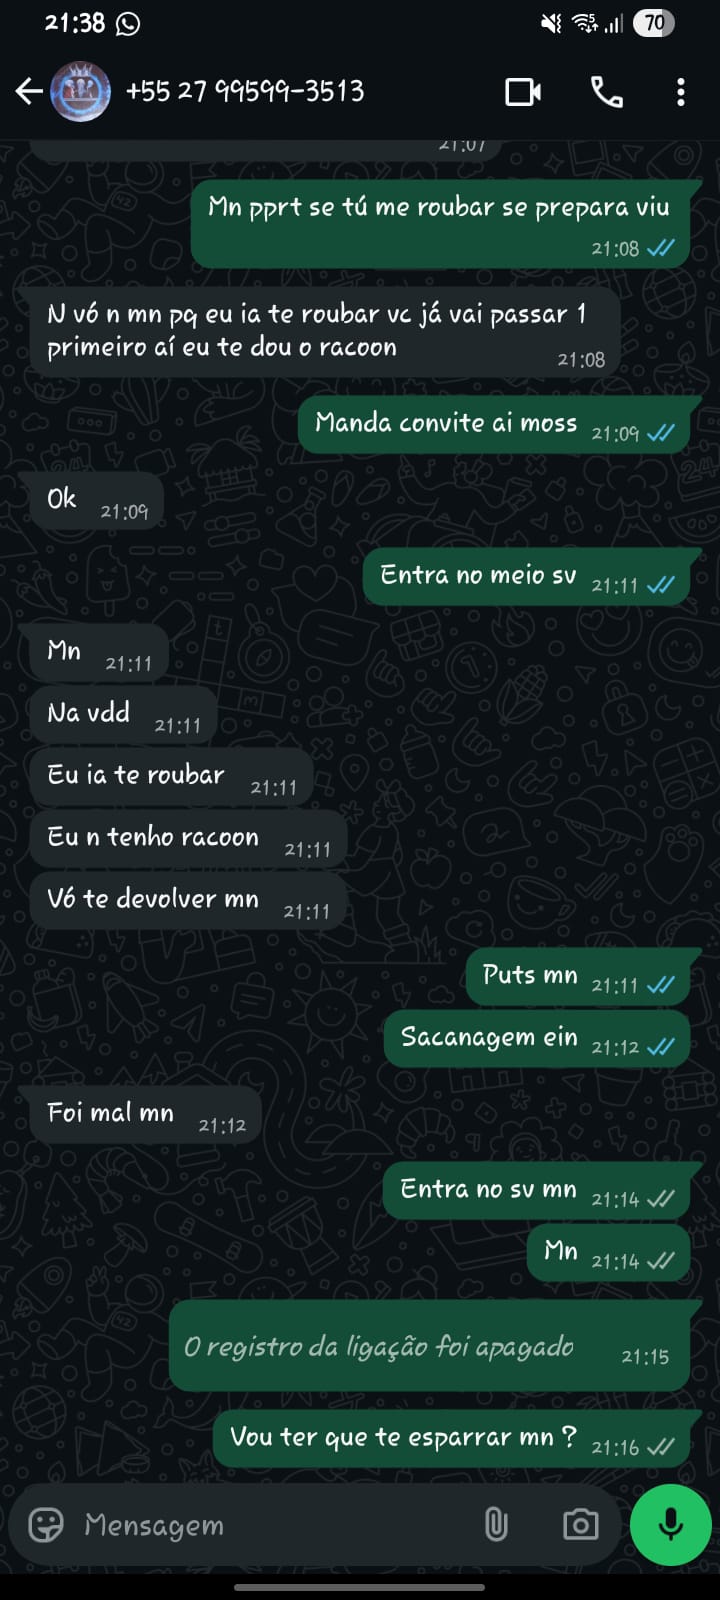 21:38
70
+55 27 99599-3513
21:07
Mn pprt se tú me roubar se prepara viu
21:08
N vó n mn pq eu ia te roubar vc já vai passar 1
primeiro aí eu te dou o racoon
21:08
Manda convite ai moss 21:09
Ok 21:09
Entra no meio sv 21:11
Mn 21:11
Na vdd 21:11
Eu ia te roubar 21:11
Eu n tenho racoon 21:11
Vó te devolver mn 21:11
Puts mn 21:11
Sacanagem ein 21:12
Foi mal mn 21:12
Entra no sv mn 21:14
Mn 21:14
O registro da ligação foi apagado 21:15
Vou ter que te esparrar mn ? 21:16
Mensagem